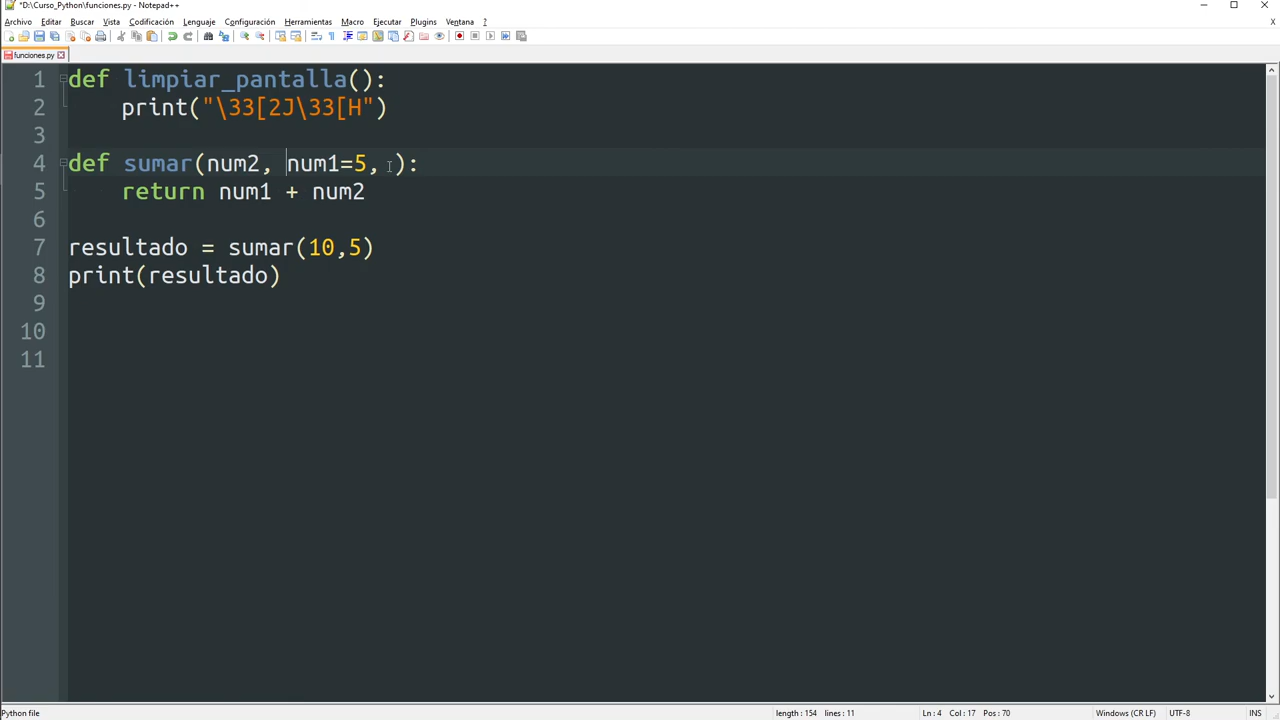 *D:\Curso_Python\funciones.py - Notepad++
Archivo Editar Buscar Vista Codificación Lenguaje Configuración Herramientas Macro Ejecutar Plugins Ventana ? X
funciones.py
1 def limpiar_pantalla():
2 print("\33[2J\33[H")
3
4 def sumar(num2, num1=5, ):
5 return num1 + num2
6
7 resultado = sumar(10,5)
8 print(resultado)
9
10
11
Python file length : 154 lines : 11 Ln : 4 Col : 17 Pos : 70 Windows (CR LF) UTF-8 INS